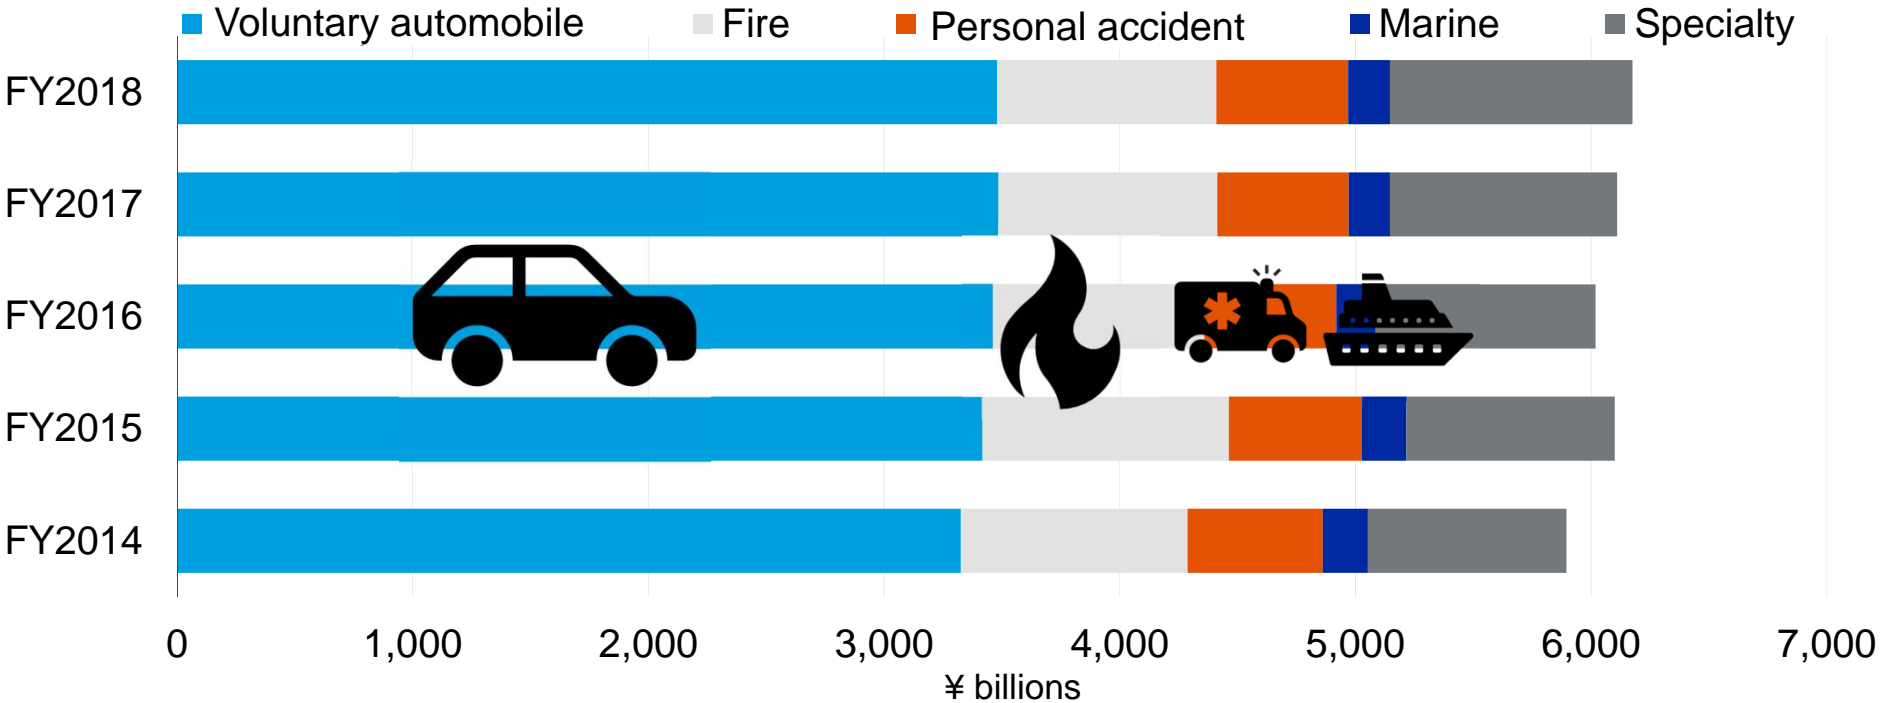 Voluntary automobile Fire Personal accident Marine Specialty
FY2018
FY2017
FY2016
FY2015
FY2014
0 1,000 2,000 3,000 4,000 5,000 6,000 7,000
¥ billions